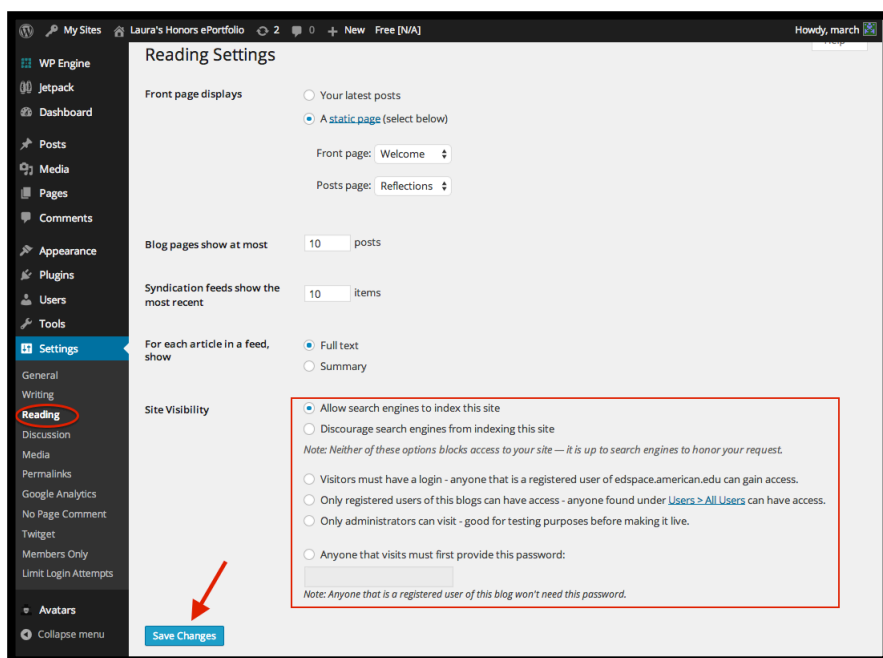 My Sites Laura's Honors ePortfolio 2 0 + New Free [N/A] Howdy, march
Help
WP Engine
Jetpack
Dashboard
Posts
Media
Pages
Comments
Appearance
Plugins
Users
Tools
Settings
General
Writing
Reading
Discussion
Media
Permalinks
Google Analytics
No Page Comment
Twitget
Members Only
Limit Login Attempts
Avatars
Collapse menu
Reading Settings
Front page displays
Your latest posts
A static page (select below)
Front page: Welcome
Posts page: Reflections
Blog pages show at most 10 posts
Syndication feeds show the
most recent
10 items
For each article in a feed,
show
Full text
Summary
Site Visibility
Allow search engines to index this site
Discourage search engines from indexing this site
Note: Neither of these options blocks access to your site — it is up to search engines to honor your request.
Visitors must have a login - anyone that is a registered user of edspace.american.edu can gain access.
Only registered users of this blogs can have access - anyone found under Users > All Users can have access.
Only administrators can visit - good for testing purposes before making it live.
Anyone that visits must first provide this password:
Note: Anyone that is a registered user of this blog won't need this password.
Save Changes